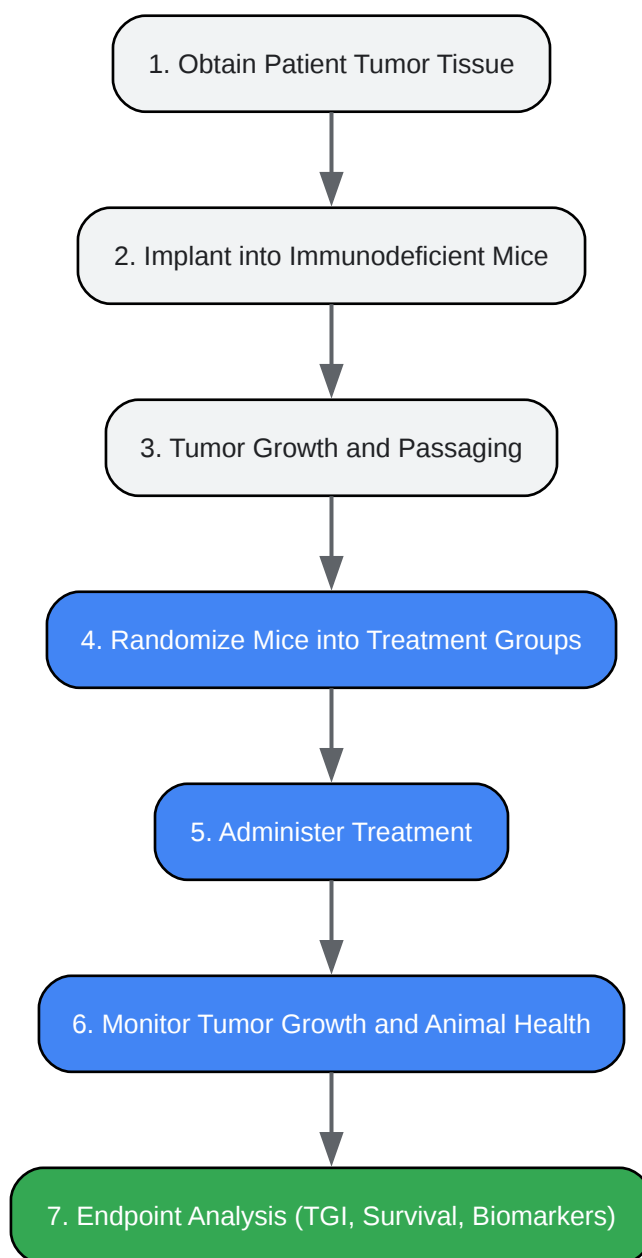 1. Obtain Patient Tumor Tissue
2. Implant into Immunodeficient Mice
3. Tumor Growth and Passaging
4. Randomize Mice into Treatment Groups
5. Administer Treatment
6. Monitor Tumor Growth and Animal Health
7. Endpoint Analysis (TGI, Survival, Biomarkers)